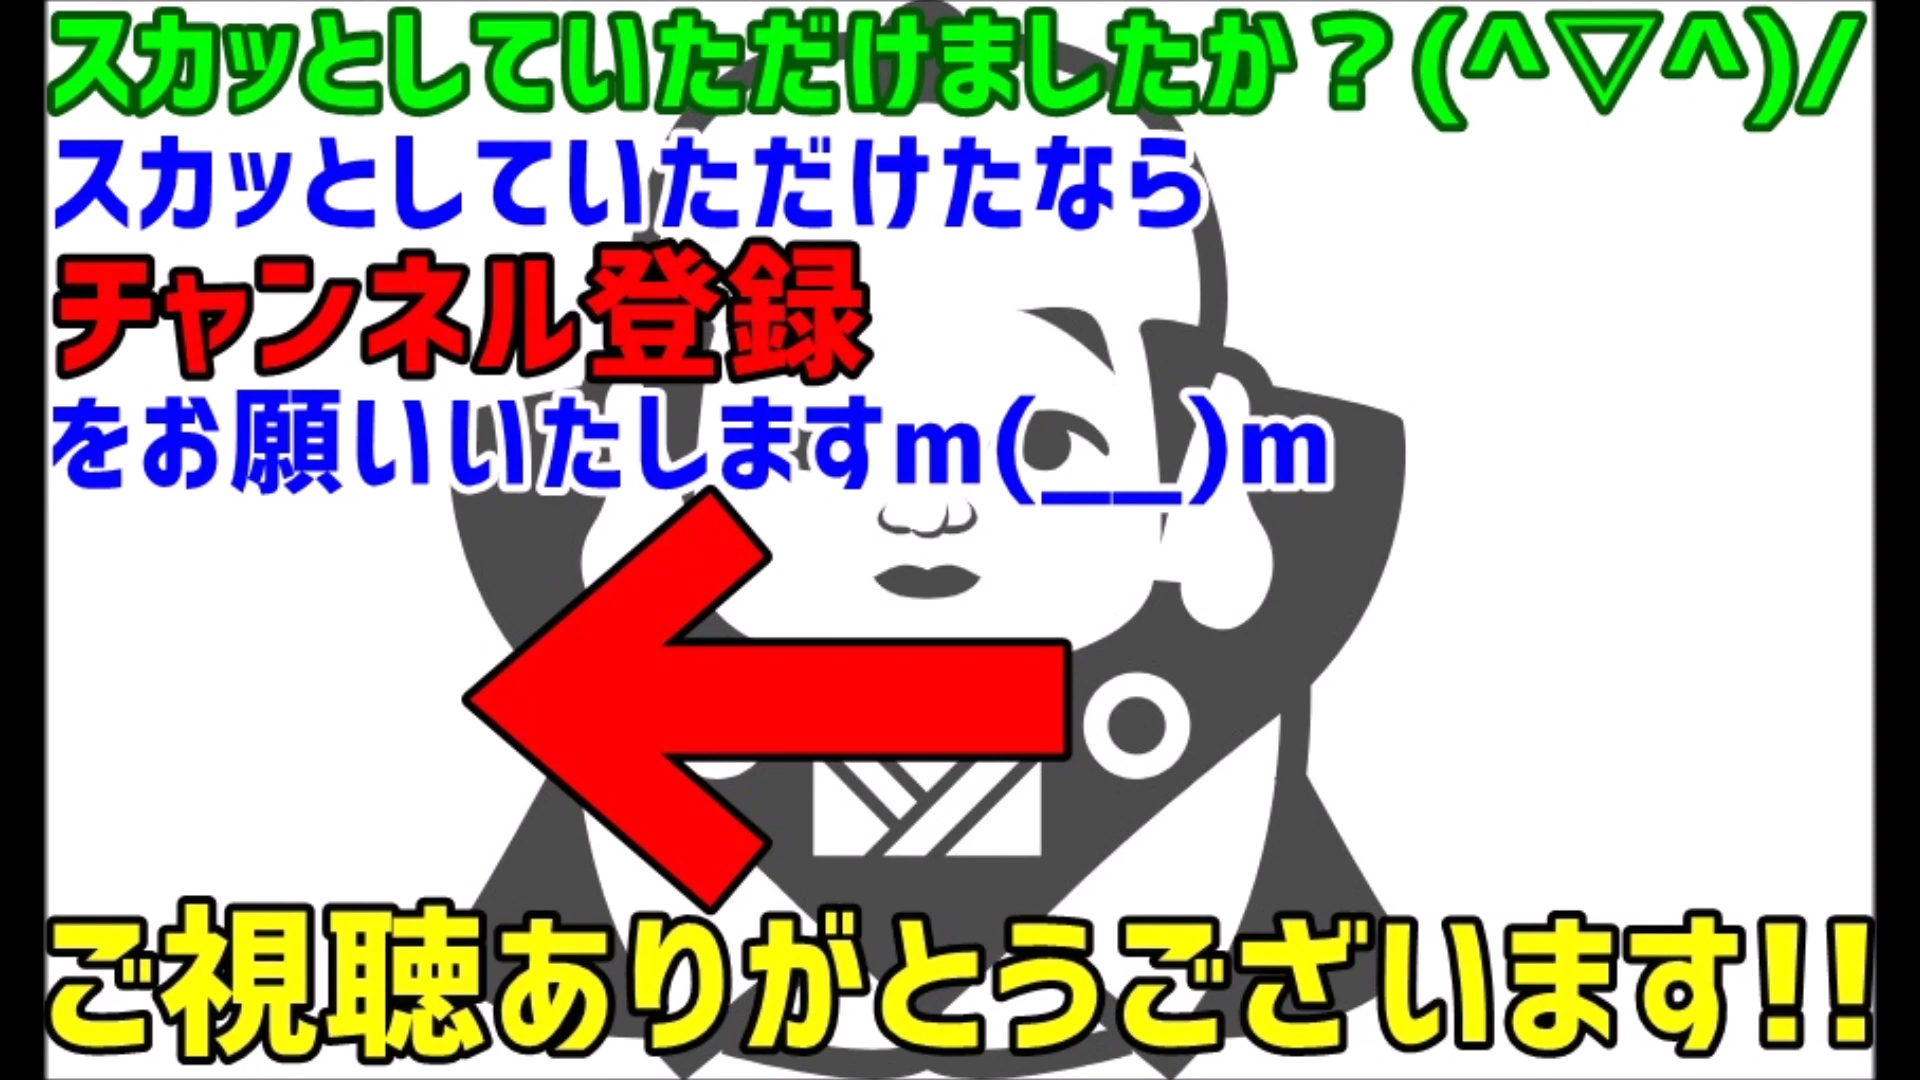 スカッとしていただけましたか？(^▽^)/
スカッとしていただけたなら
チャンネル登録
をお願いいたしますm(__)m
ご視聴ありがとうございます!!